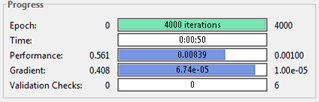 Progress
Epoch: 0 4000 iterations 4000
Time: 0:00:50
Performance: 0.561 0.00839 0.00100
Gradient: 0.408 6.74e-05 1.00e-05
Validation Checks: 0 0 6